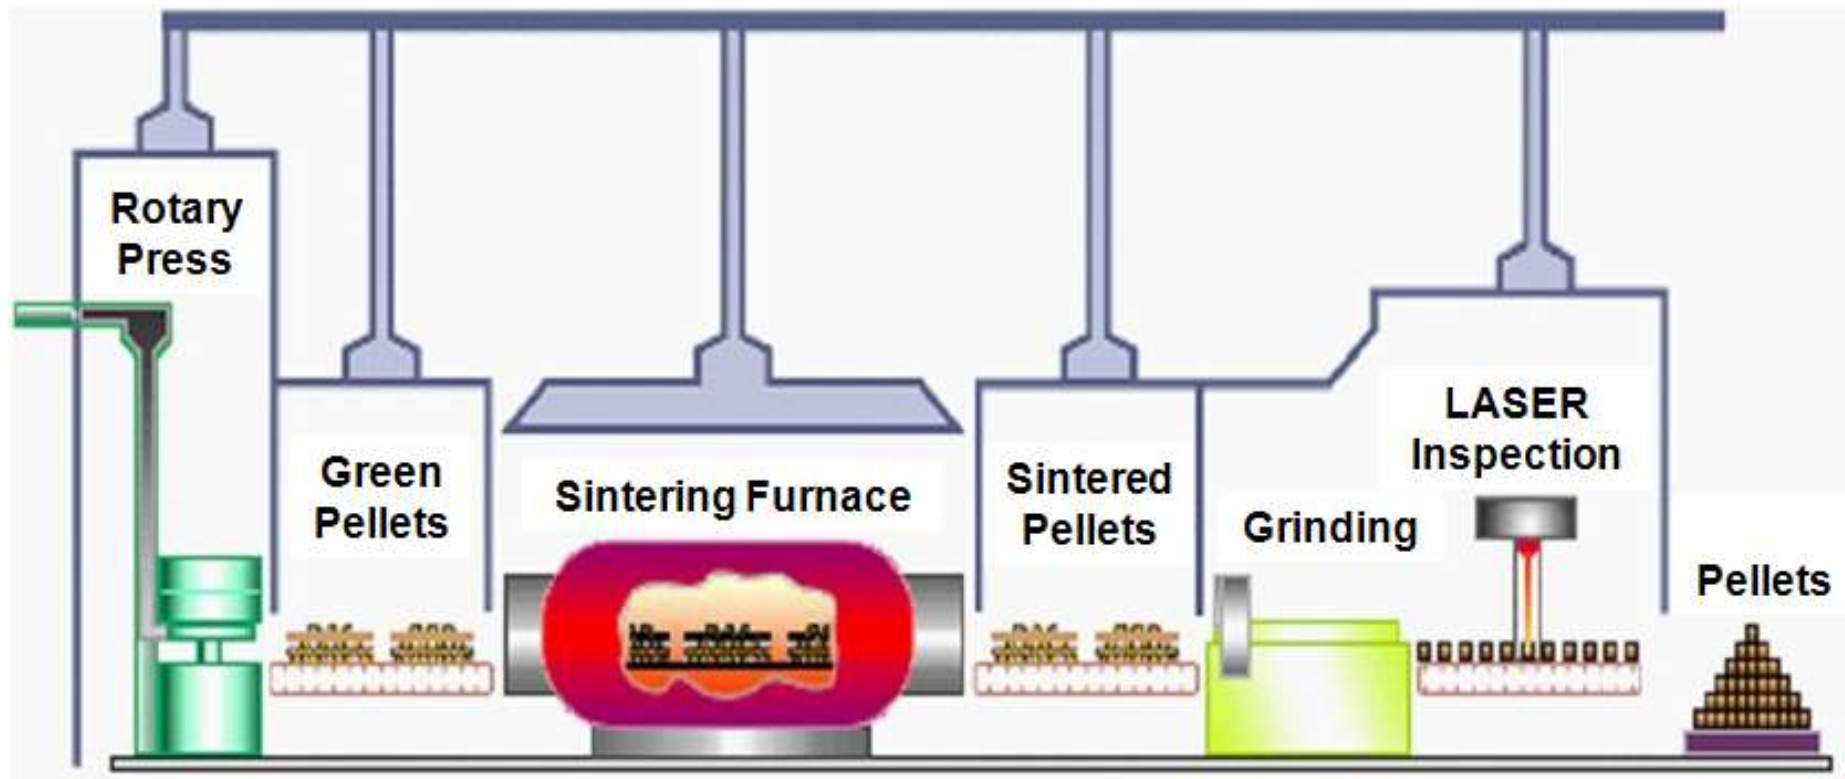 Rotary
Press
Green
Pellets
Sintering Furnace
Sintered
Pellets
Grinding
LASER
Inspection
Pellets